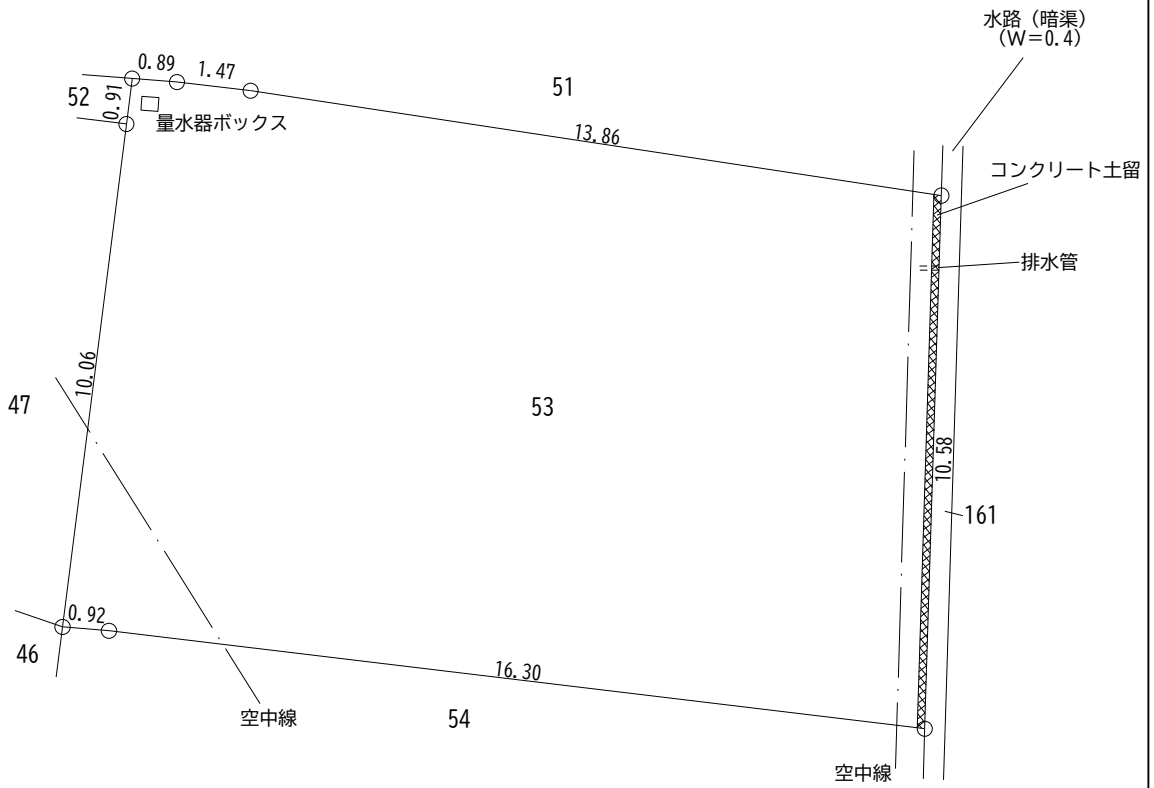 水路（暗渠）
（W＝0.4）
0.89
1.47
51
52
0.91
量水器ボックス
13.86
コンクリート土留
排水管
10.06
47
53
10.58
161
0.92
46
16.30
空中線
54
空中線